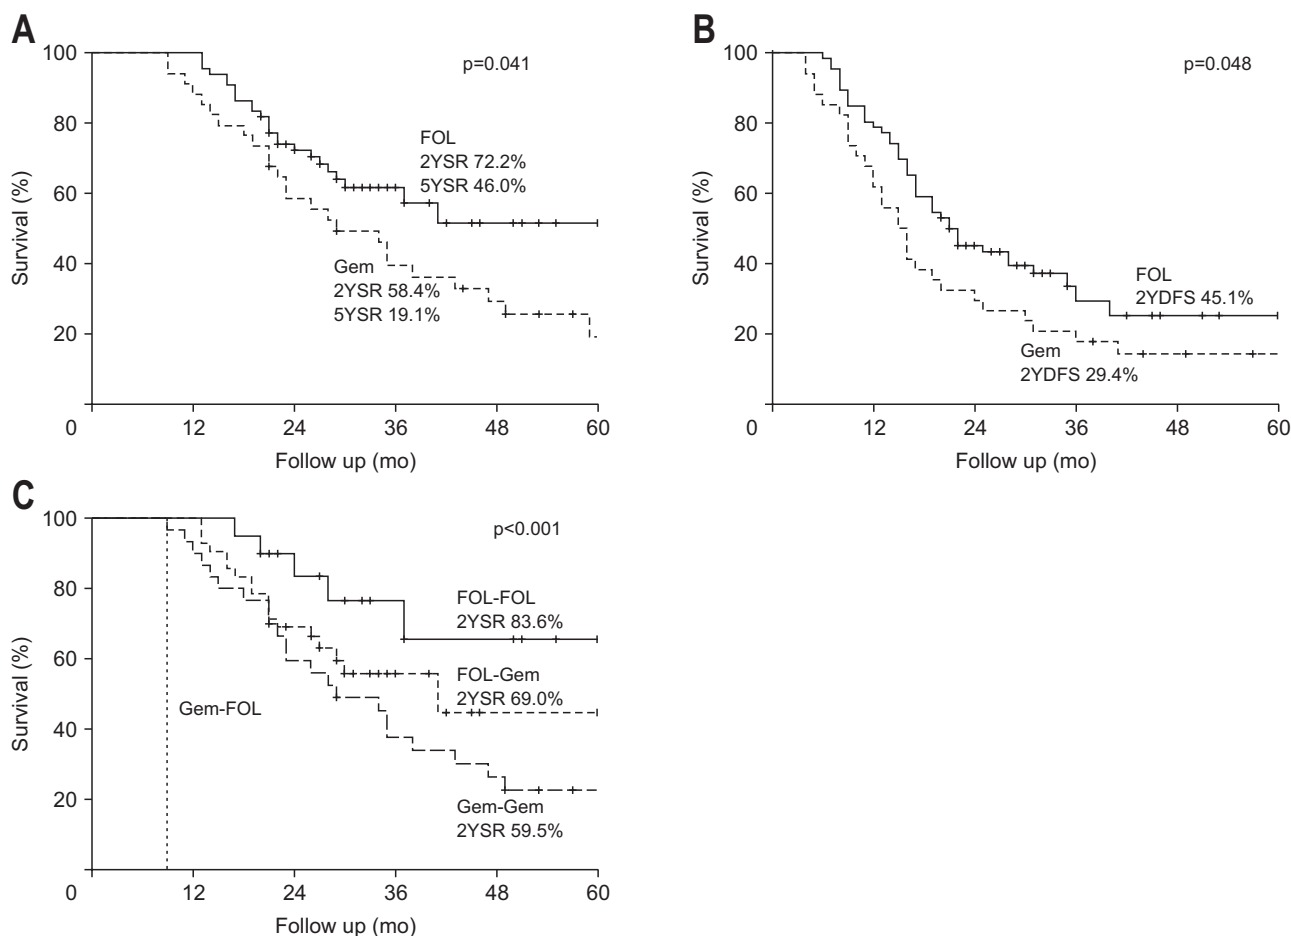 A
p=0.041
100
80
60
40
20
Survival (%)
FOL
2YSR 72.2%
5YSR 46.0%
Gem
2YSR 58.4%
5YSR 19.1%
0 12 24 36 48 60
Follow up (mo)
B
p=0.048
100
80
60
40
20
Survival (%)
FOL
2YDFS 45.1%
Gem
2YDFS 29.4%
0 12 24 36 48 60
Follow up (mo)
C
p<0.001
100
80
60
40
20
Survival (%)
FOL-FOL
2YSR 83.6%
FOL-Gem
2YSR 69.0%
Gem-FOL
Gem-Gem
2YSR 59.5%
0 12 24 36 48 60
Follow up (mo)